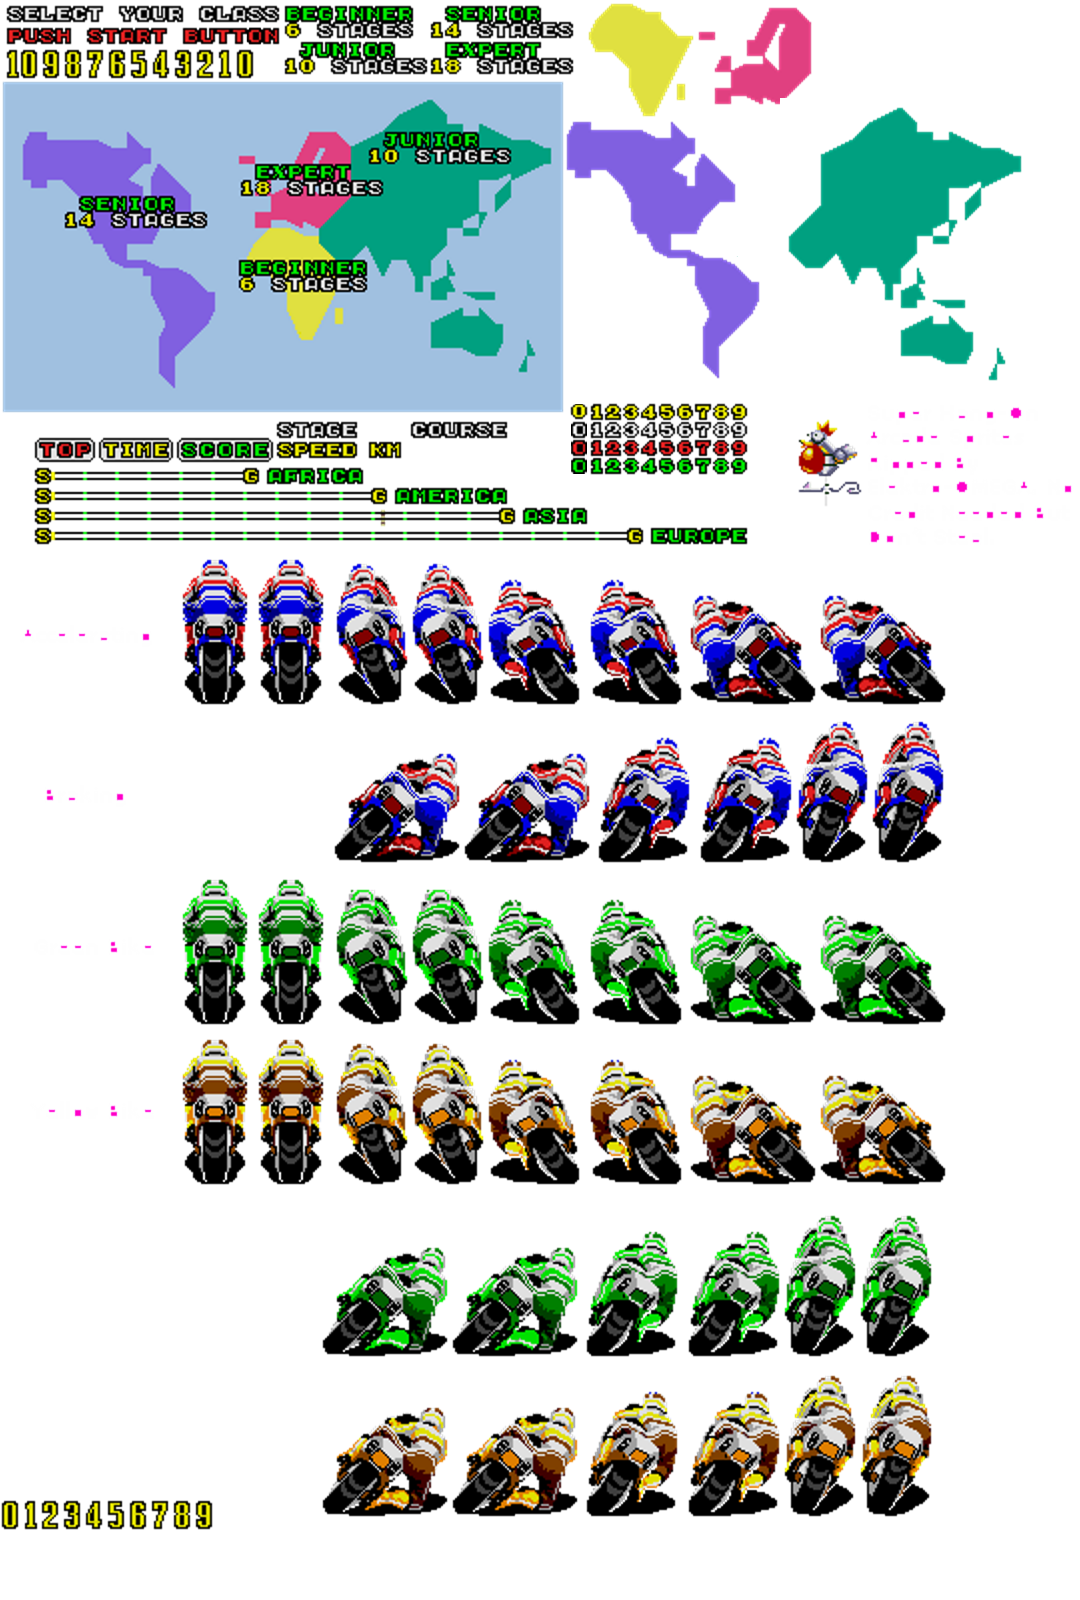 SELECT YOUR CLASS
PUSH START BUTTON
109876543210
BEGINNER
6 STAGES
SENIOR
14 STAGES
JUNIOR
10 STAGES
EXPERT
18 STAGES
JUNIOR
10 STAGES
EXPERT
18 STAGES
SENIOR
14 STAGES
BEGINNER
6 STAGES
0123456789
0123456789
0123456789
0123456789
STAGE COURSE
TOP TIME SCORE SPEED KM
S G AFRICA
S G AMERICA
S G ASIA
S G EUROPE
0123456789